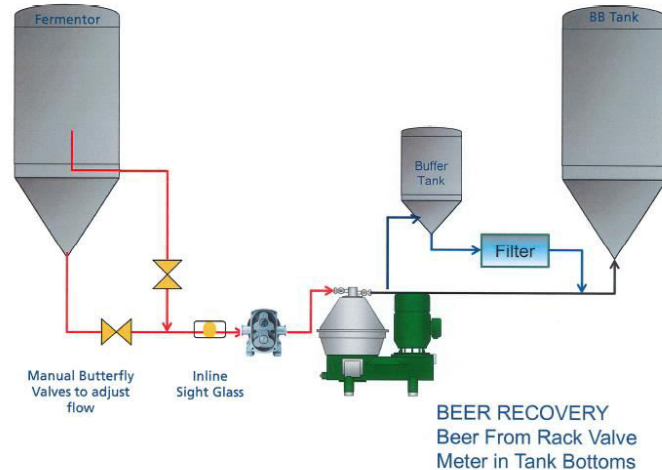 Fermentor
BB Tank
Buffer
Tank
Filter
Manual Butterfly
Valves to adjust
flow
Inline
Sight Glass
BEER RECOVERY
Beer From Rack Valve
Meter in Tank Bottoms